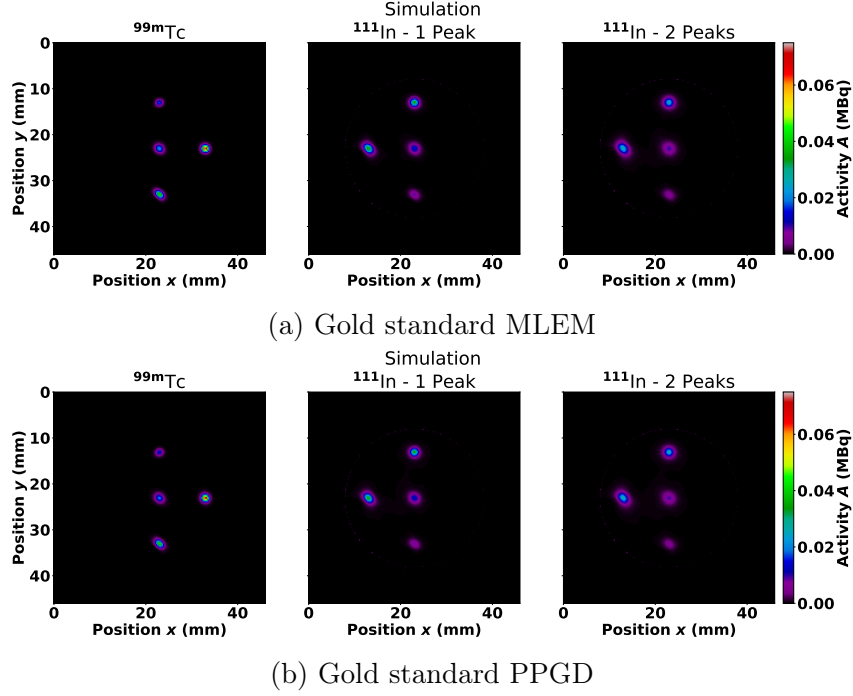 Simulation
⁹⁹ᵐTc ¹¹¹In - 1 Peak ¹¹¹In - 2 Peaks
0
10
20
30
40
Position y (mm)
0 20 40 0 20 40 0 20 40
Position x (mm) Position x (mm) Position x (mm)
0.06
0.04
0.02
0.00
Activity A (MBq)
(a) Gold standard MLEM
Simulation
⁹⁹ᵐTc ¹¹¹In - 1 Peak ¹¹¹In - 2 Peaks
0
10
20
30
40
Position y (mm)
0 20 40 0 20 40 0 20 40
Position x (mm) Position x (mm) Position x (mm)
0.06
0.04
0.02
0.00
Activity A (MBq)
(b) Gold standard PPGD